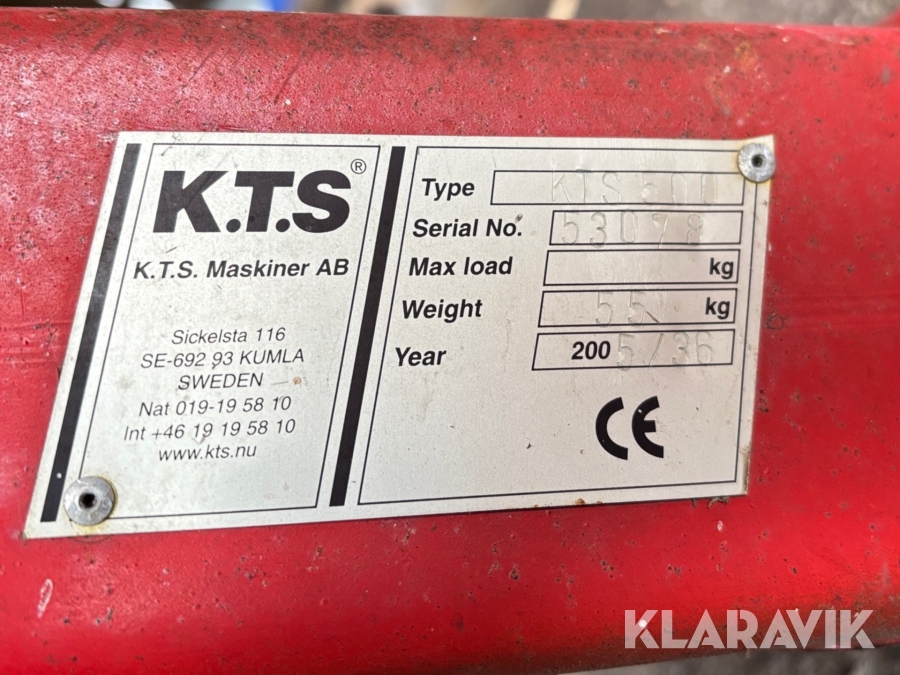 K.T.S®
K.T.S. Maskiner AB
Sickelsta 116
SE-692 93 KUMLA
SWEDEN
Nat 019-19 58 10
Int +46 19 19 58 10
www.kts.nu
Type KTS 500
Serial No. 53078
Max load kg
Weight kg
Year 2005/36
CE
KLARAVIK